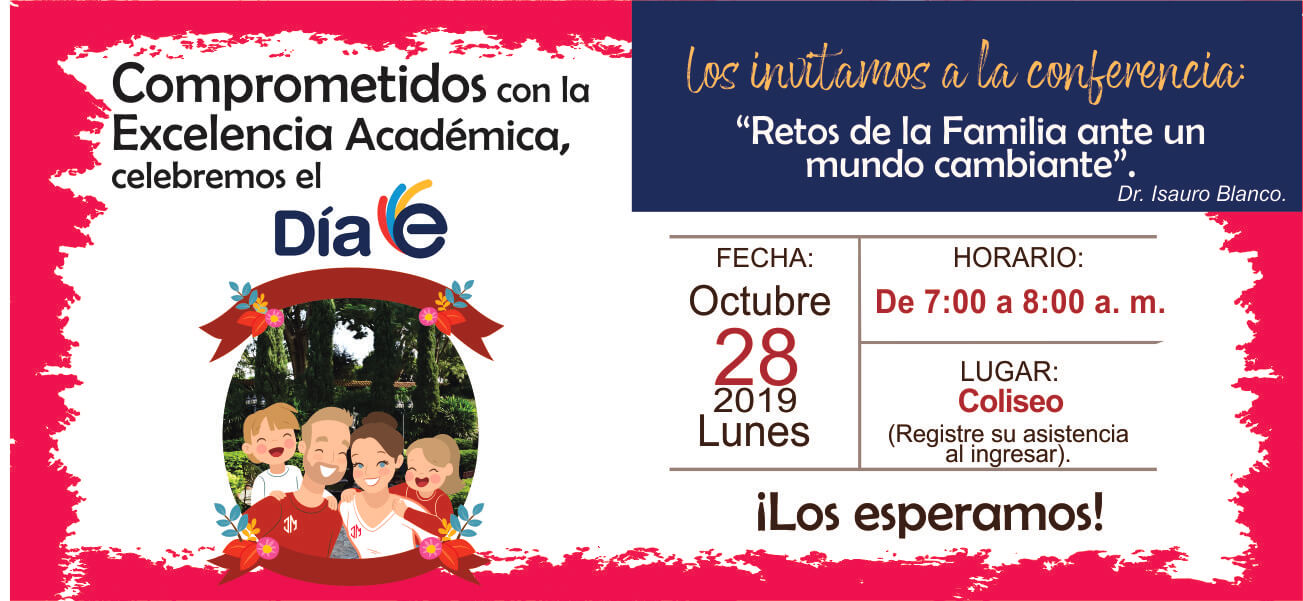 Comprometidos con la
Excelencia Académica,
celebremos el
Día e
los invitamos a la conferencia:
“Retos de la Familia ante un
mundo cambiante”.
Dr. Isauro Blanco.
FECHA:
Octubre
28
2019
Lunes
HORARIO:
De 7:00 a 8:00 a. m.
LUGAR:
Coliseo
(Registre su asistencia
al ingresar).
¡Los esperamos!